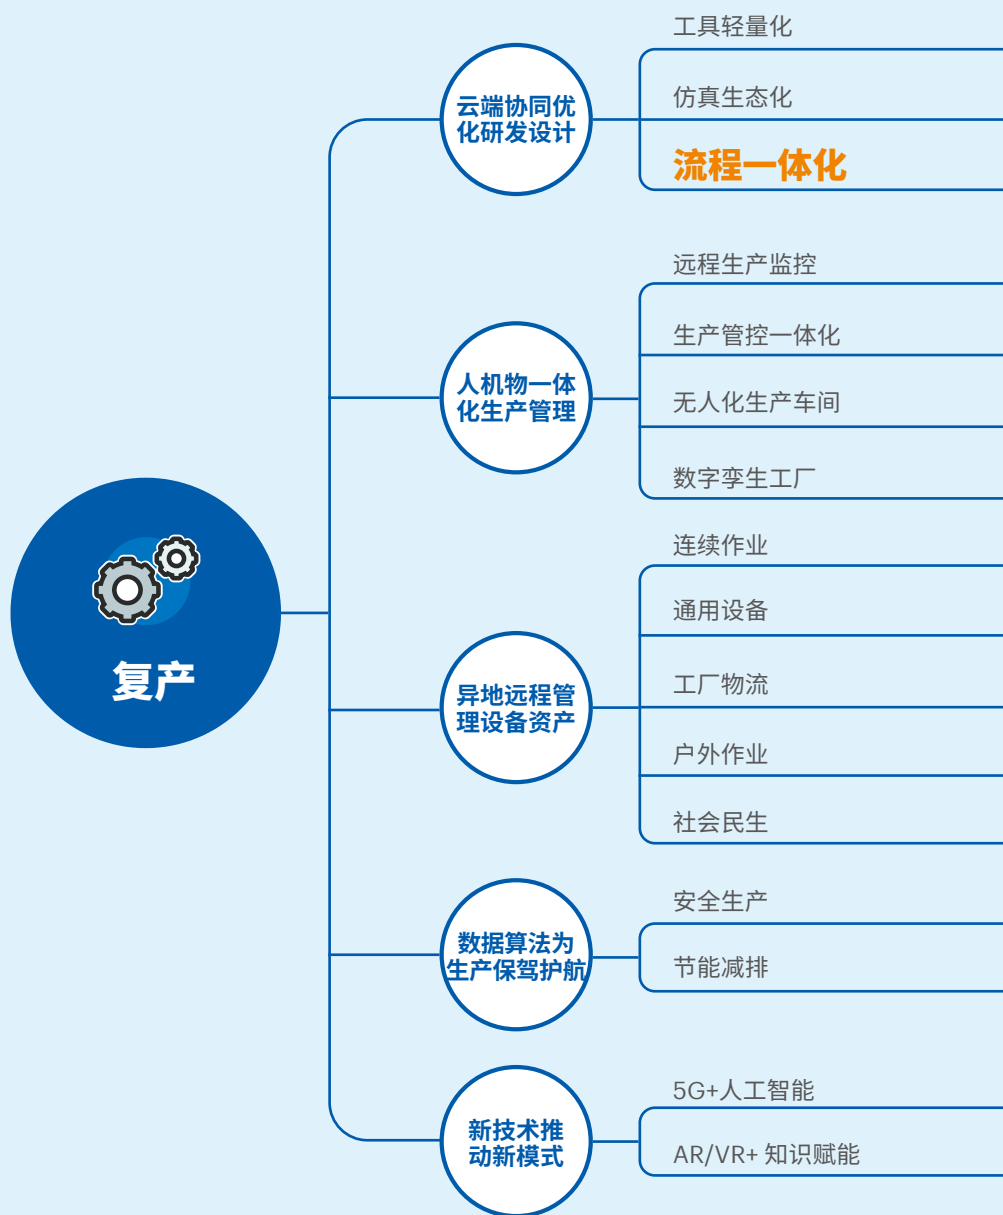 复产
云端协同优
化研发设计
工具轻量化
仿真生态化
流程一体化
人机物一体
化生产管理
远程生产监控
生产管控一体化
无人化生产车间
数字孪生工厂
异地远程管
理设备资产
连续作业
通用设备
工厂物流
户外作业
社会民生
数据算法为
生产保驾护航
安全生产
节能减排
新技术推
动新模式
5G+人工智能
AR/VR+ 知识赋能